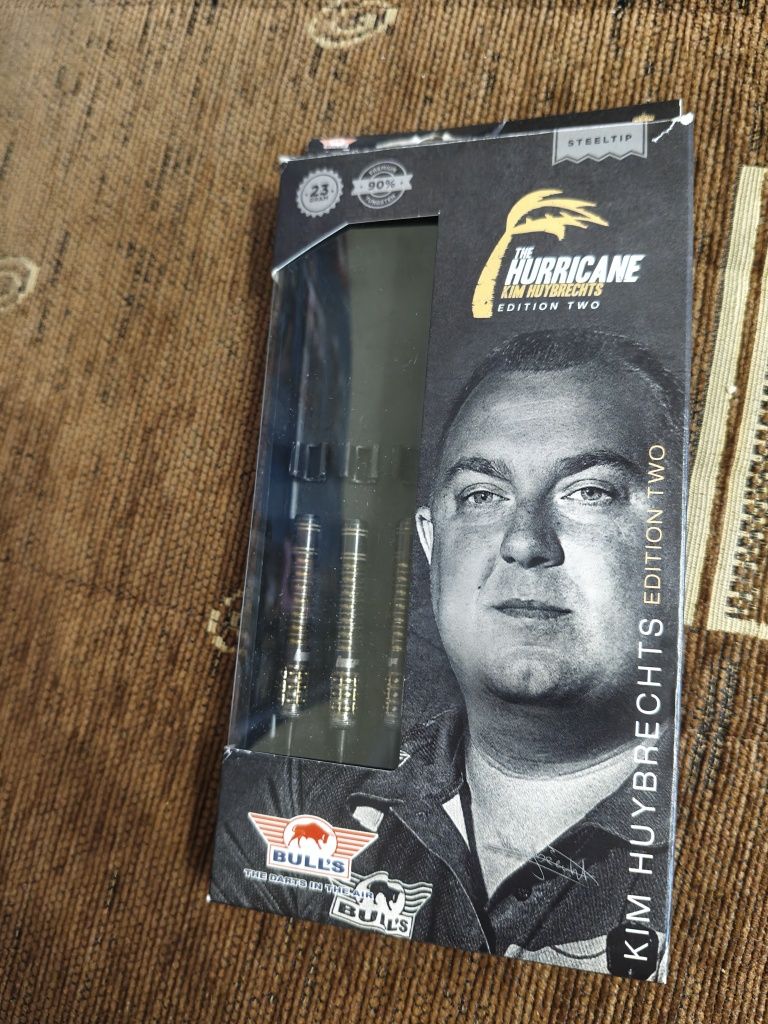 STEELTIP
23
GRAM
PREMIUM
90%
TUNGSTEN
THE
HURRICANE
KIM HUYBRECHTS
EDITION TWO
KIM HUYBRECHTS EDITION TWO
BULL'S
THE DARTS IN THE AIR
BULL'S